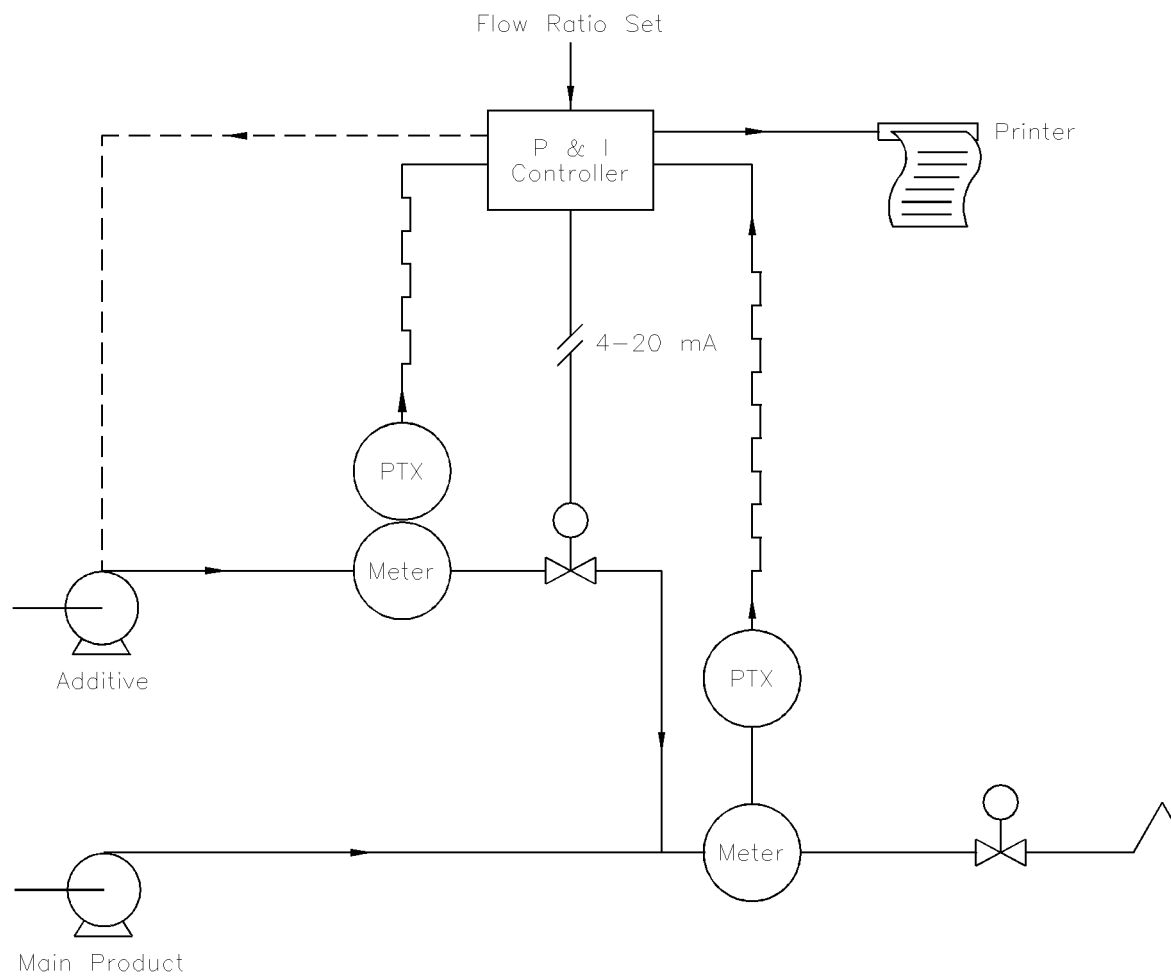 Flow Ratio Set
P & I
Controller
Printer
4-20 mA
PTX
Meter
Additive
PTX
Meter
Main Product